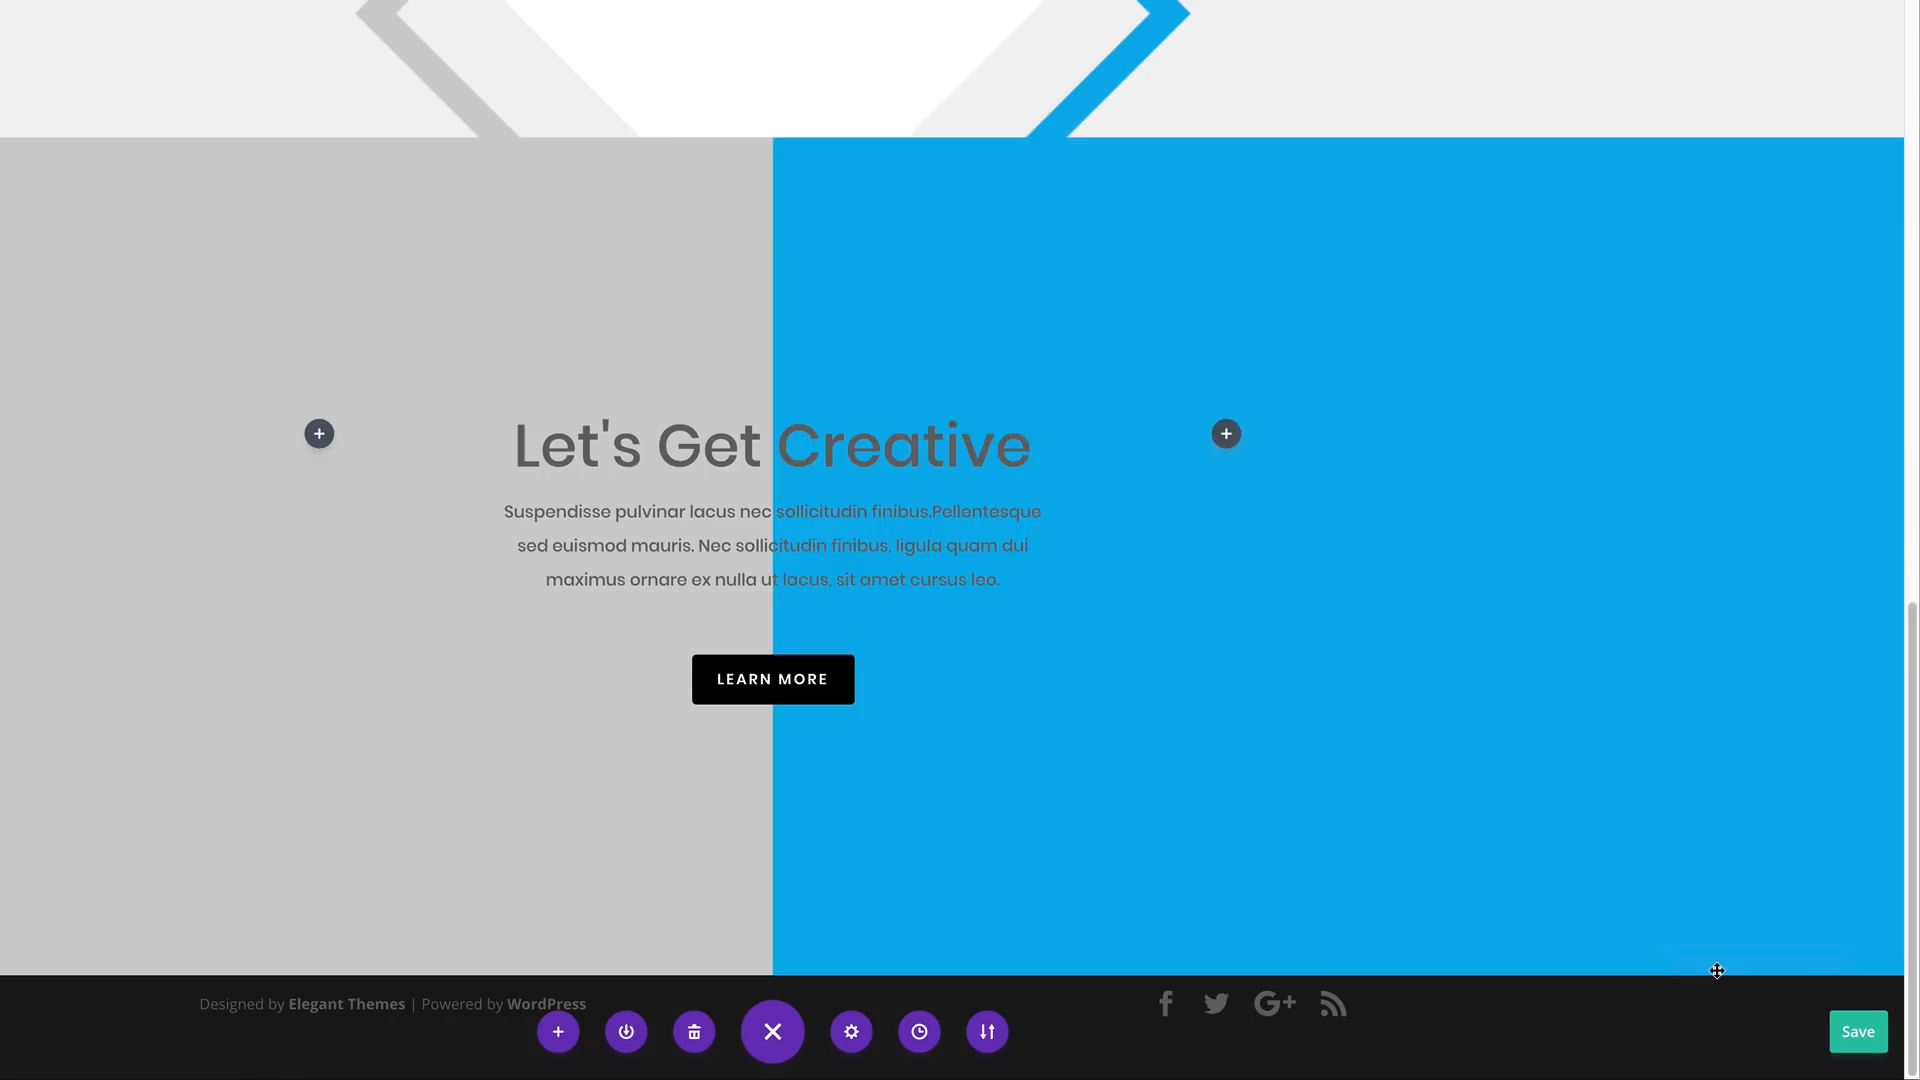 Let's Get Creative
Suspendisse pulvinar lacus nec sollicitudin finibus.Pellentesque
sed euismod mauris. Nec sollicitudin finibus, ligula quam dui
maximus ornare ex nulla ut lacus, sit amet cursus leo.
LEARN MORE
Designed by Elegant Themes | Powered by WordPress
Save